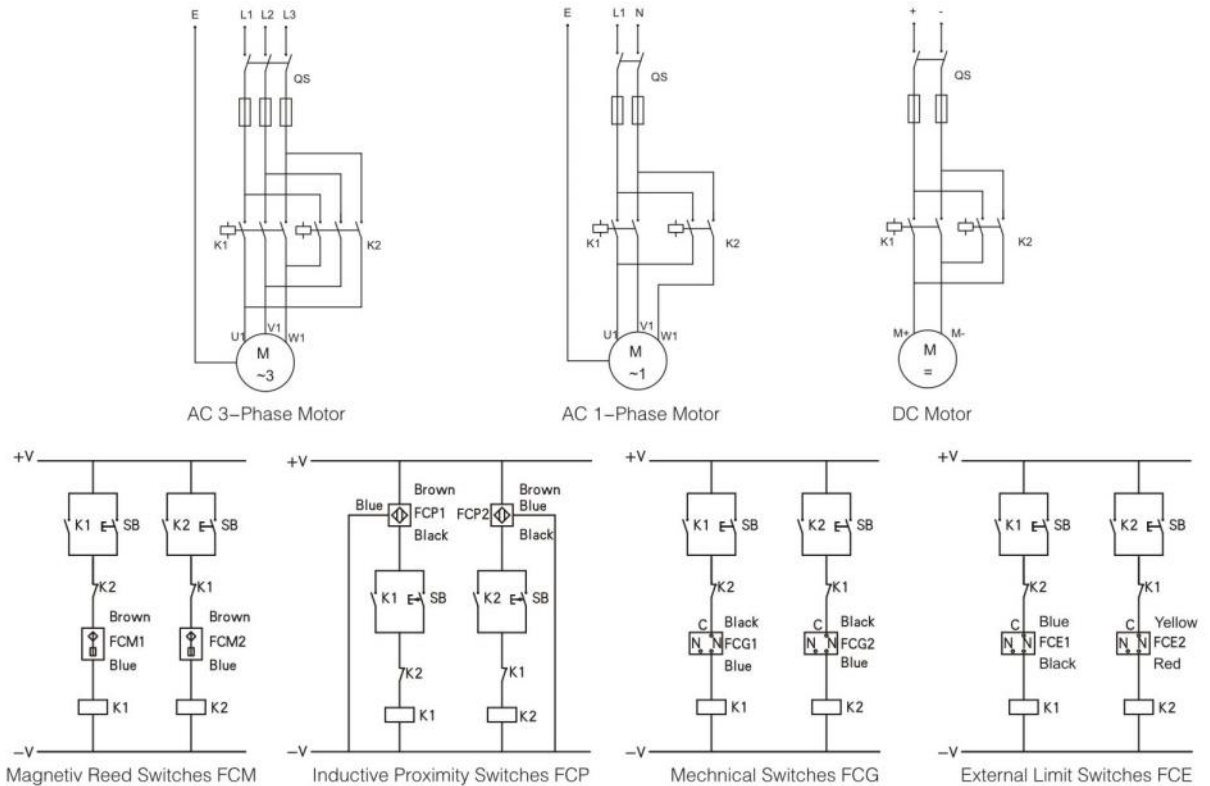 E L1 L2 L3
QS
K1 K2
U1 V1 W1
M
~3
AC 3–Phase Motor
E L1 N
QS
K1 K2
U1 V1 W1
M
~1
AC 1–Phase Motor
+ -
QS
K1 K2
M+ M-
M
=
DC Motor
+V
K1 SB K2 SB
K2 K1
Brown Brown
FCM1 FCM2
Blue Blue
K1 K2
–V
Magnetiv Reed Switches FCM
+V
Brown Brown
Blue FCP1 FCP2 Blue
Black Black
K1 SB K2 SB
K2 K1
K1 K2
–V
Inductive Proximity Switches FCP
+V
K1 SB K2 SB
K2 K1
C Black C Black
N N FCG1 N N FCG2
Blue Blue
K1 K2
–V
Mechnical Switches FCG
+V
K1 SB K2 SB
K2 K1
C Blue C Yellow
N N FCE1 N N FCE2
Black Red
K1 K2
–V
External Limit Switches FCE